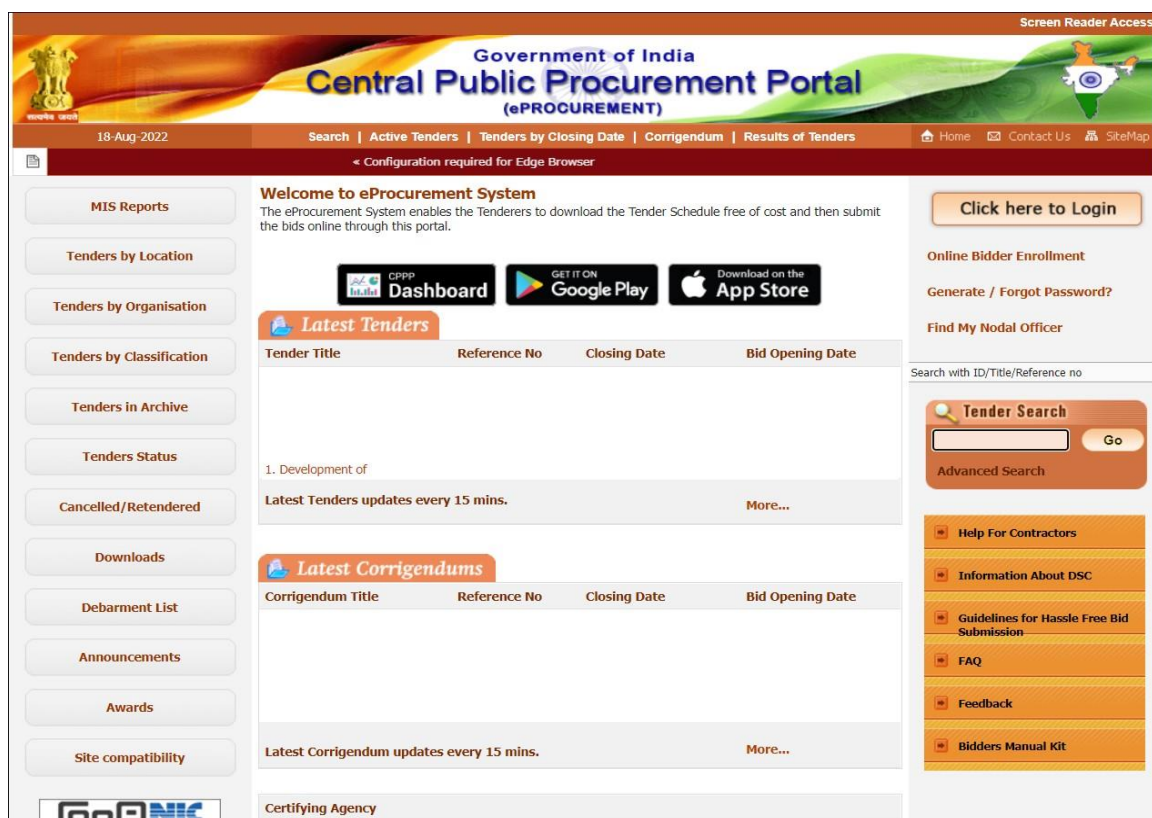 Screen Reader Access
Government of India
Central Public Procurement Portal
(ePROCUREMENT)
सत्यमेव जयते
18-Aug-2022
Search | Active Tenders | Tenders by Closing Date | Corrigendum | Results of Tenders
Home Contact Us SiteMap
« Configuration required for Edge Browser
MIS Reports
Tenders by Location
Tenders by Organisation
Tenders by Classification
Tenders in Archive
Tenders Status
Cancelled/Retendered
Downloads
Debarment List
Announcements
Awards
Site compatibility
Welcome to eProcurement System
The eProcurement System enables the Tenderers to download the Tender Schedule free of cost and then submit
the bids online through this portal.
CPPP
Dashboard
GET IT ON
Google Play
Download on the
App Store
Latest Tenders
Tender Title Reference No Closing Date Bid Opening Date
1. Development of
Latest Tenders updates every 15 mins. More...
Latest Corrigendums
Corrigendum Title Reference No Closing Date Bid Opening Date
Latest Corrigendum updates every 15 mins. More...
Certifying Agency
Click here to Login
Online Bidder Enrollment
Generate / Forgot Password?
Find My Nodal Officer
Search with ID/Title/Reference no
Tender Search
Go
Advanced Search
Help For Contractors
Information About DSC
Guidelines for Hassle Free Bid
Submission
FAQ
Feedback
Bidders Manual Kit